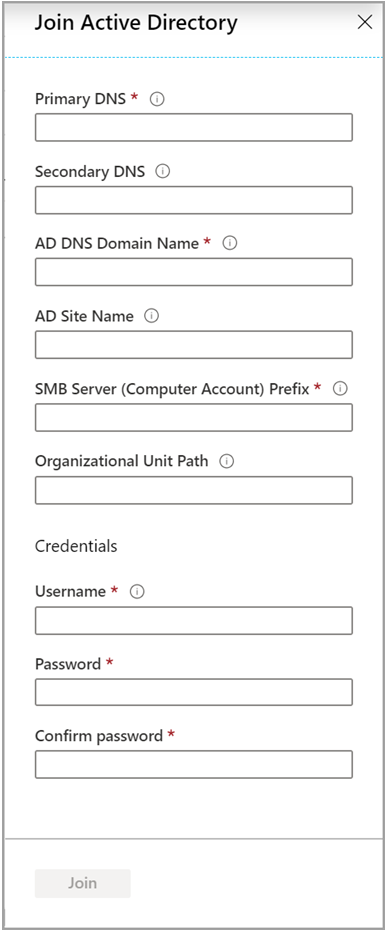 Join Active Directory
Primary DNS *
Secondary DNS
AD DNS Domain Name *
AD Site Name
SMB Server (Computer Account) Prefix *
Organizational Unit Path
Credentials
Username *
Password *
Confirm password *
Join